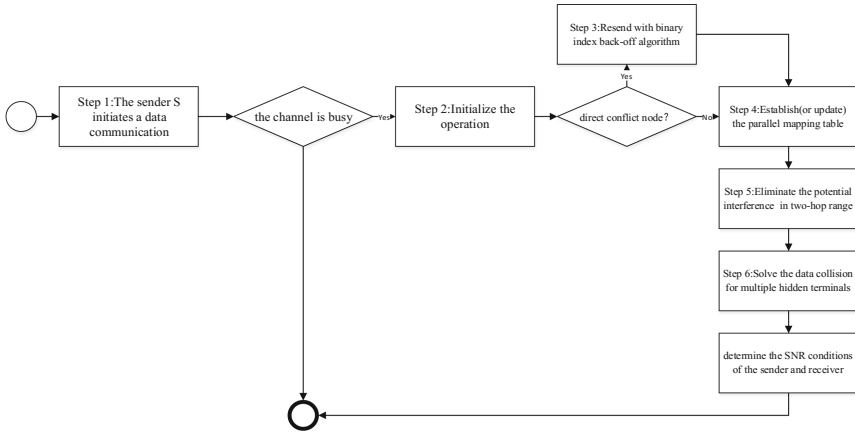 Step 1:The sender S
initiates a data
communication
the channel is busy
Yes
Step 2:Initialize the
operation
direct conflict node?
Yes
Step 3:Resend with binary
index back-off algorithm
No
Step 4:Establish(or update)
the parallel mapping table
Step 5:Eliminate the potential
interference in two-hop range
Step 6:Solve the data collision
for multiple hidden terminals
determine the SNR conditions
of the sender and receiver